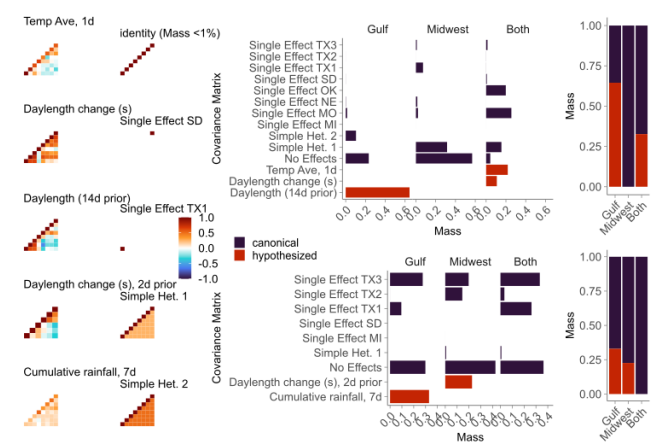 Temp Ave, 1d
identity (Mass <1%)
Daylength change (s)
Single Effect SD
Daylength (14d prior)
Single Effect TX1
1.0
0.5
0.0
-0.5
-1.0
Daylength change (s), 2d prior
Simple Het. 1
Cumulative rainfall, 7d
Simple Het. 2
Gulf Midwest Both
Covariance Matrix
Single Effect TX3
Single Effect TX2
Single Effect TX1
Single Effect SD
Single Effect OK
Single Effect NE
Single Effect MO
Single Effect MI
Simple Het. 2
Simple Het. 1
No Effects
Temp Ave, 1d
Daylength change (s)
Daylength (14d prior)
0.0 0.2 0.4 0.6 0.0 0.2 0.4 0.6 0.0 0.2 0.4 0.6
Mass
canonical
hypothesized
Mass
1.00
0.75
0.50
0.25
0.00
Gulf Midwest Both
Gulf Midwest Both
Covariance Matrix
Single Effect TX3
Single Effect TX2
Single Effect TX1
Single Effect SD
Single Effect MI
Simple Het. 1
No Effects
Daylength change (s), 2d prior
Cumulative rainfall, 7d
0.0 0.1 0.2 0.3 0.4 0.0 0.1 0.2 0.3 0.4 0.0 0.1 0.2 0.3 0.4
Mass
Mass
1.00
0.75
0.50
0.25
0.00
Gulf Midwest Both